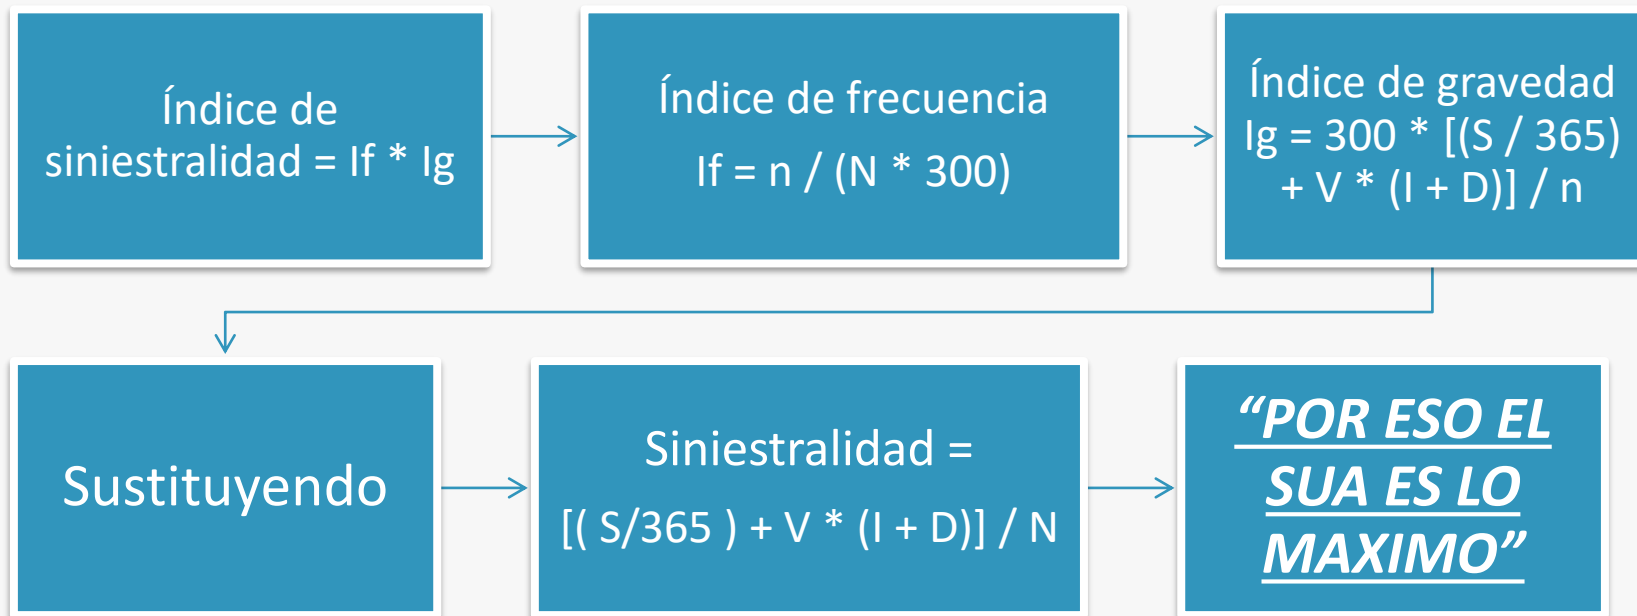 Índice de
siniestralidad = If * Ig
Índice de frecuencia
If = n / (N * 300)
Índice de gravedad
Ig = 300 * [(S / 365)
+ V * (I + D)] / n
Sustituyendo
Siniestralidad =
[( S/365 ) + V * (I + D)] / N
“POR ESO EL
SUA ES LO
MAXIMO”